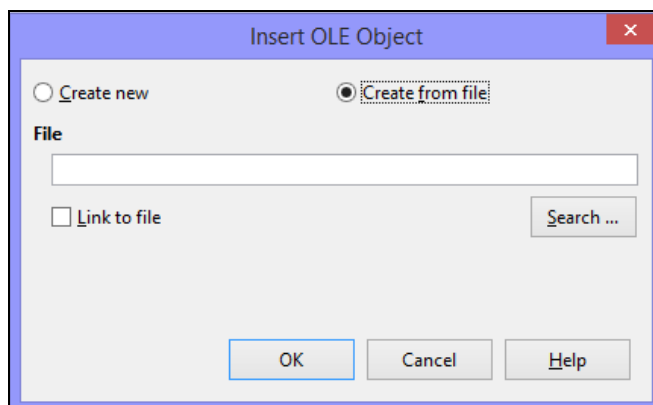 Insert OLE Object
Create new
Create from file
File
Link to file
Search ...
OK
Cancel
Help